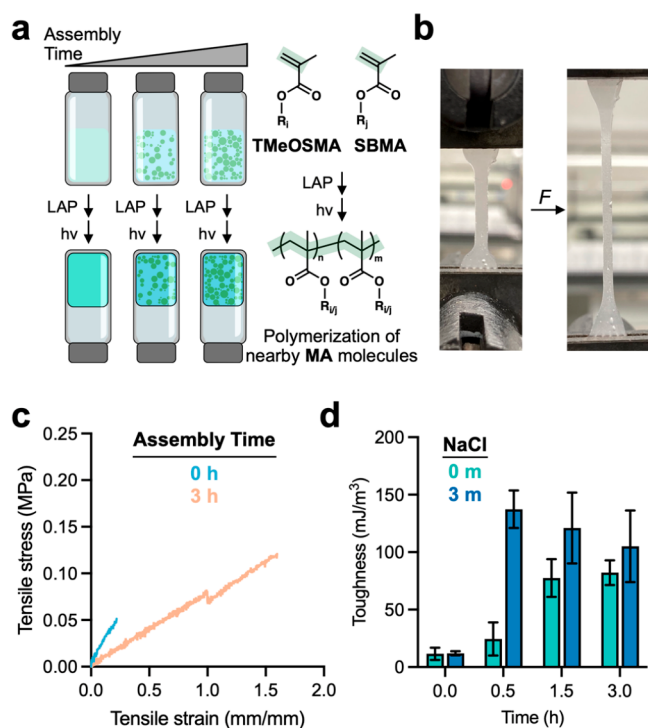 a
Assembly
Time
LAP
hν
LAP
hν
LAP
hν
O
O
Ri
TMeOSMA
O
O
Rj
SBMA
LAP
hν
n
m
O
O
Ri/j
O
O
Ri/j
Polymerization of
nearby MA molecules
b
F
c
Tensile stress (MPa)
0.25
0.20
0.15
0.10
0.05
0.00
Assembly Time
0 h
3 h
0.0 0.5 1.0 1.5 2.0
Tensile strain (mm/mm)
d
Toughness (mJ/m³)
200
150
100
50
0
NaCl
0 m
3 m
0.0 0.5 1.5 3.0
Time (h)